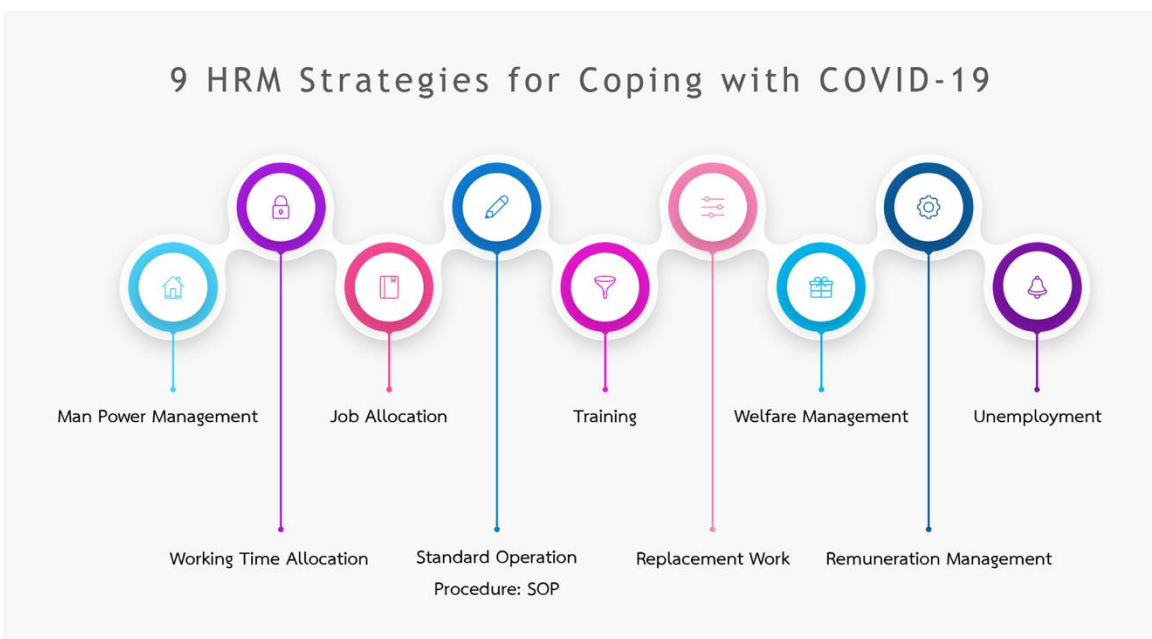 9 HRM Strategies for Coping with COVID-19
Man Power Management
Job Allocation
Training
Welfare Management
Unemployment
Working Time Allocation
Standard Operation
Procedure: SOP
Replacement Work
Remuneration Management